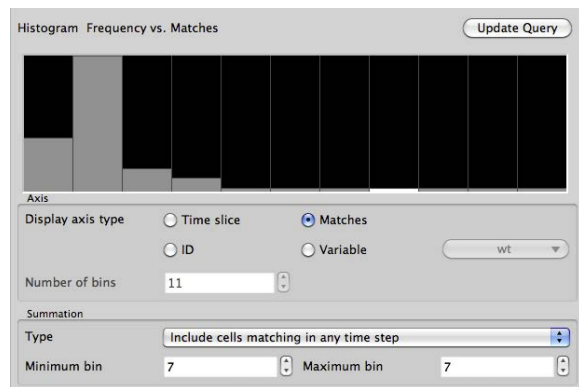 Histogram Frequency vs. Matches
Update Query
Axis
Display axis type
Time slice
Matches
ID
Variable
wt
Number of bins
11
Summation
Type
Include cells matching in any time step
Minimum bin
7
Maximum bin
7